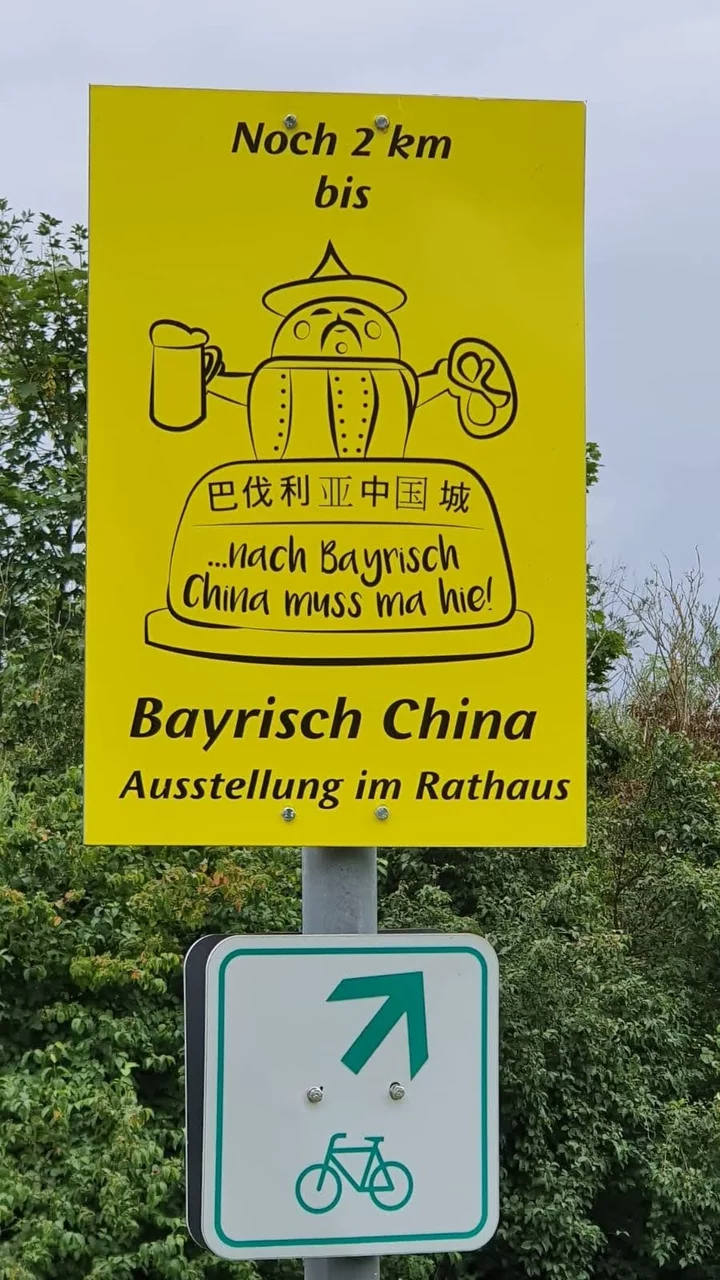 Noch 2 km
bis
巴伐利亚中国城
...nach Bayrisch
China muss ma hie!
Bayrisch China
Ausstellung im Rathaus